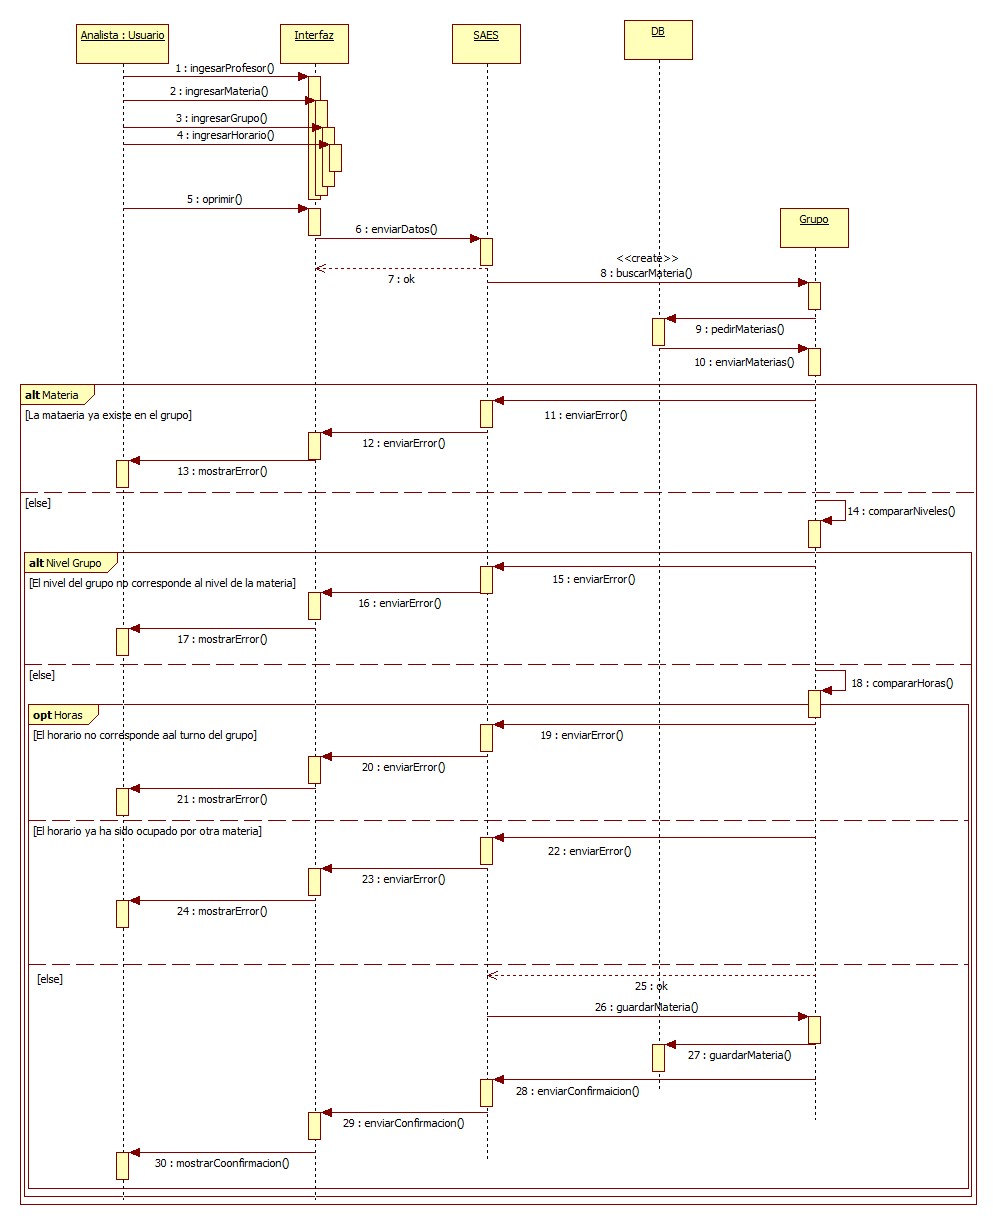 Analista : Usuario
Interfaz
SAES
DB
1 : ingesarProfesor()
2 : ingresarMateria()
3 : ingresarGrupo()
4 : ingresarHorario()
5 : oprimir()
Grupo
6 : enviarDatos()
7 : ok
<<create>>
8 : buscarMateria()
9 : pedirMaterias()
10 : enviarMaterias()
alt Materia
[La mataeria ya existe en el grupo]
11 : enviarError()
12 : enviarError()
13 : mostrarError()
[else]
14 : compararNiveles()
alt Nivel Grupo
[El nivel del grupo no corresponde al nivel de la materia]
15 : enviarError()
16 : enviarError()
17 : mostrarError()
[else]
18 : compararHoras()
opt Horas
[El horario no corresponde aal turno del grupo]
19 : enviarError()
20 : enviarError()
21 : mostrarError()
[El horario ya ha sido ocupado por otra materia]
22 : enviarError()
23 : enviarError()
24 : mostrarError()
[else]
25 : ok
26 : guardarMateria()
27 : guardarMateria()
28 : enviarConfirmaicion()
29 : enviarConfirmacion()
30 : mostrarCoonfirmacion()